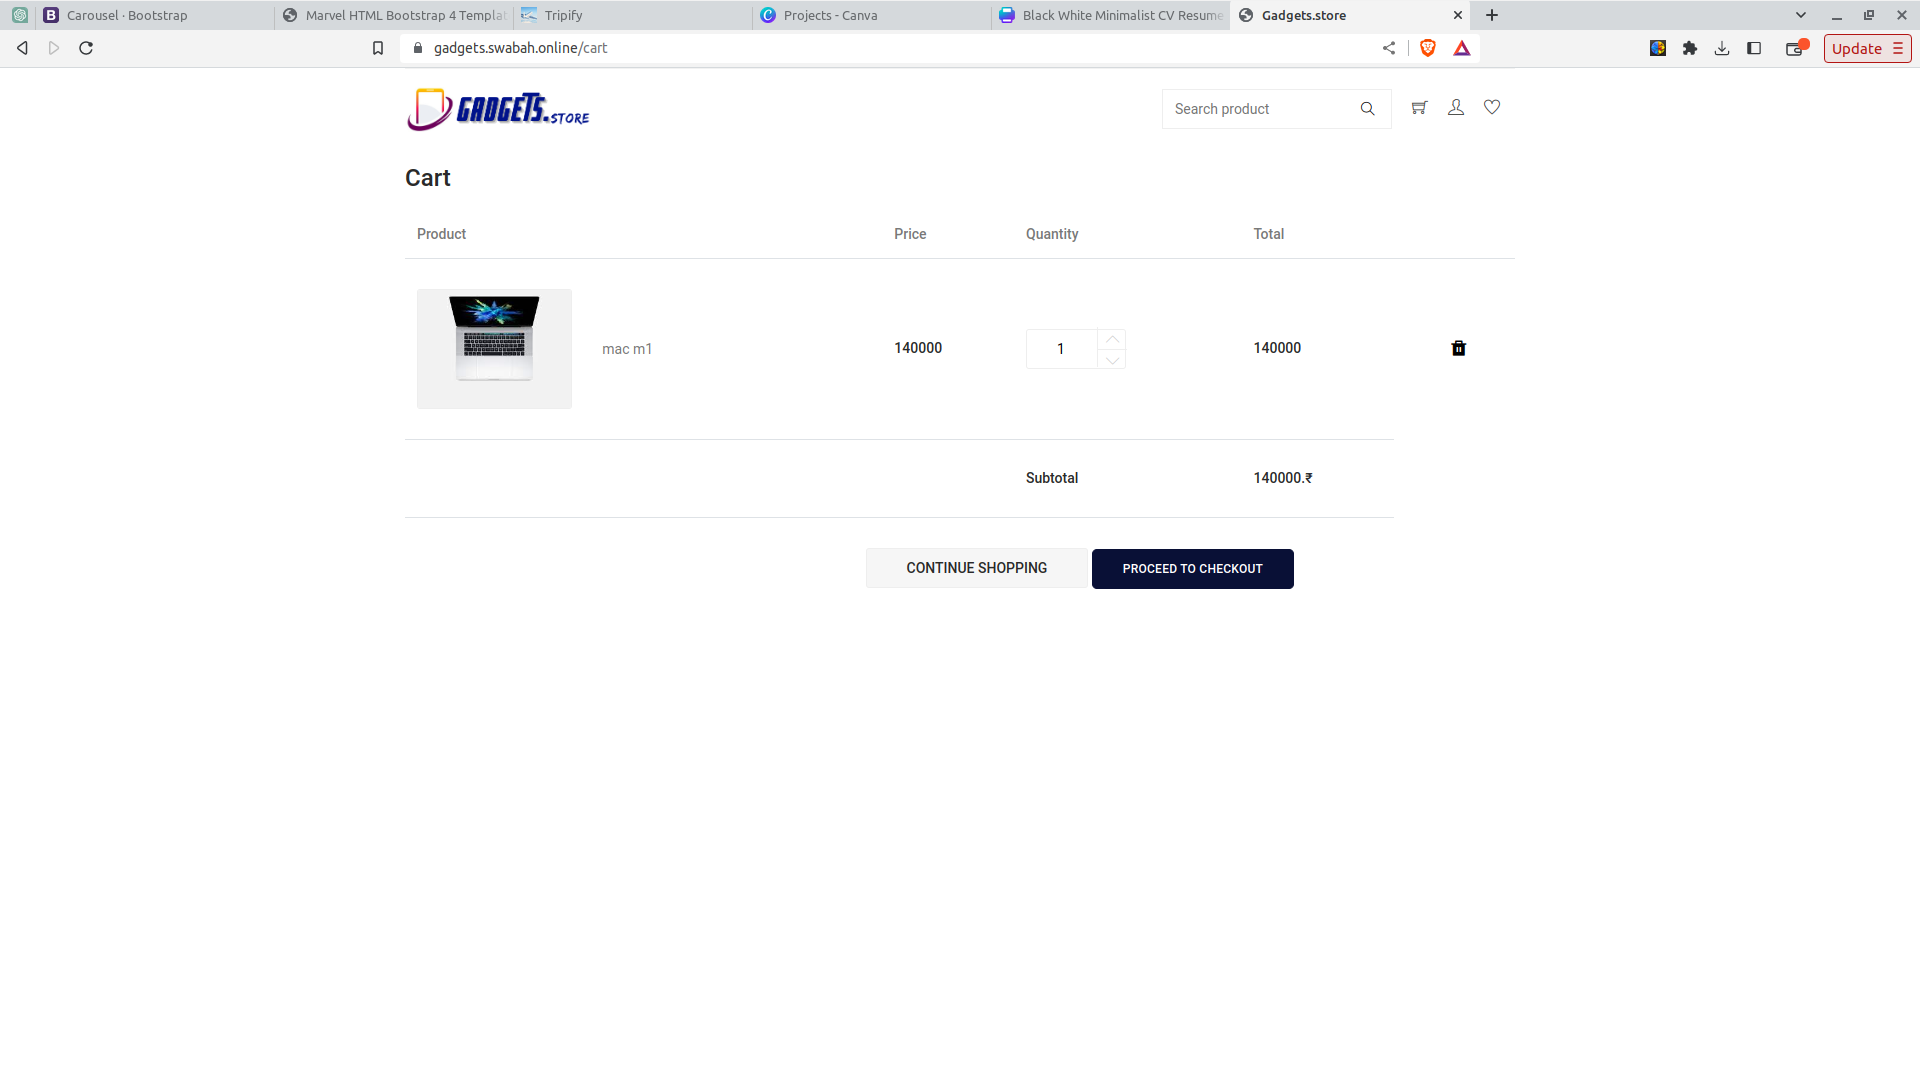 Carousel · Bootstrap
Marvel HTML Bootstrap 4 Templat
Tripify
Projects - Canva
Black White Minimalist CV Resume
Gadgets.store
gadgets.swabah.online/cart
Update
GADGETS.STORE
Search product
Cart
Product Price Quantity Total
mac m1 140000 1 140000
Subtotal 140000.₹
CONTINUE SHOPPING PROCEED TO CHECKOUT